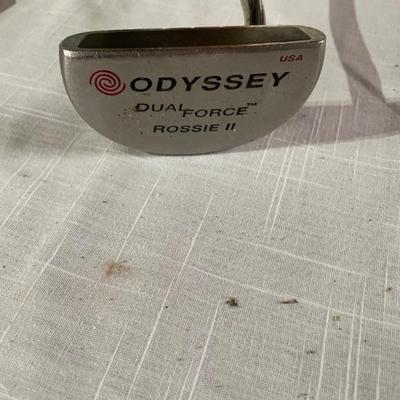 USA
ODYSSEY
DUAL FORCE™
ROSSIE II